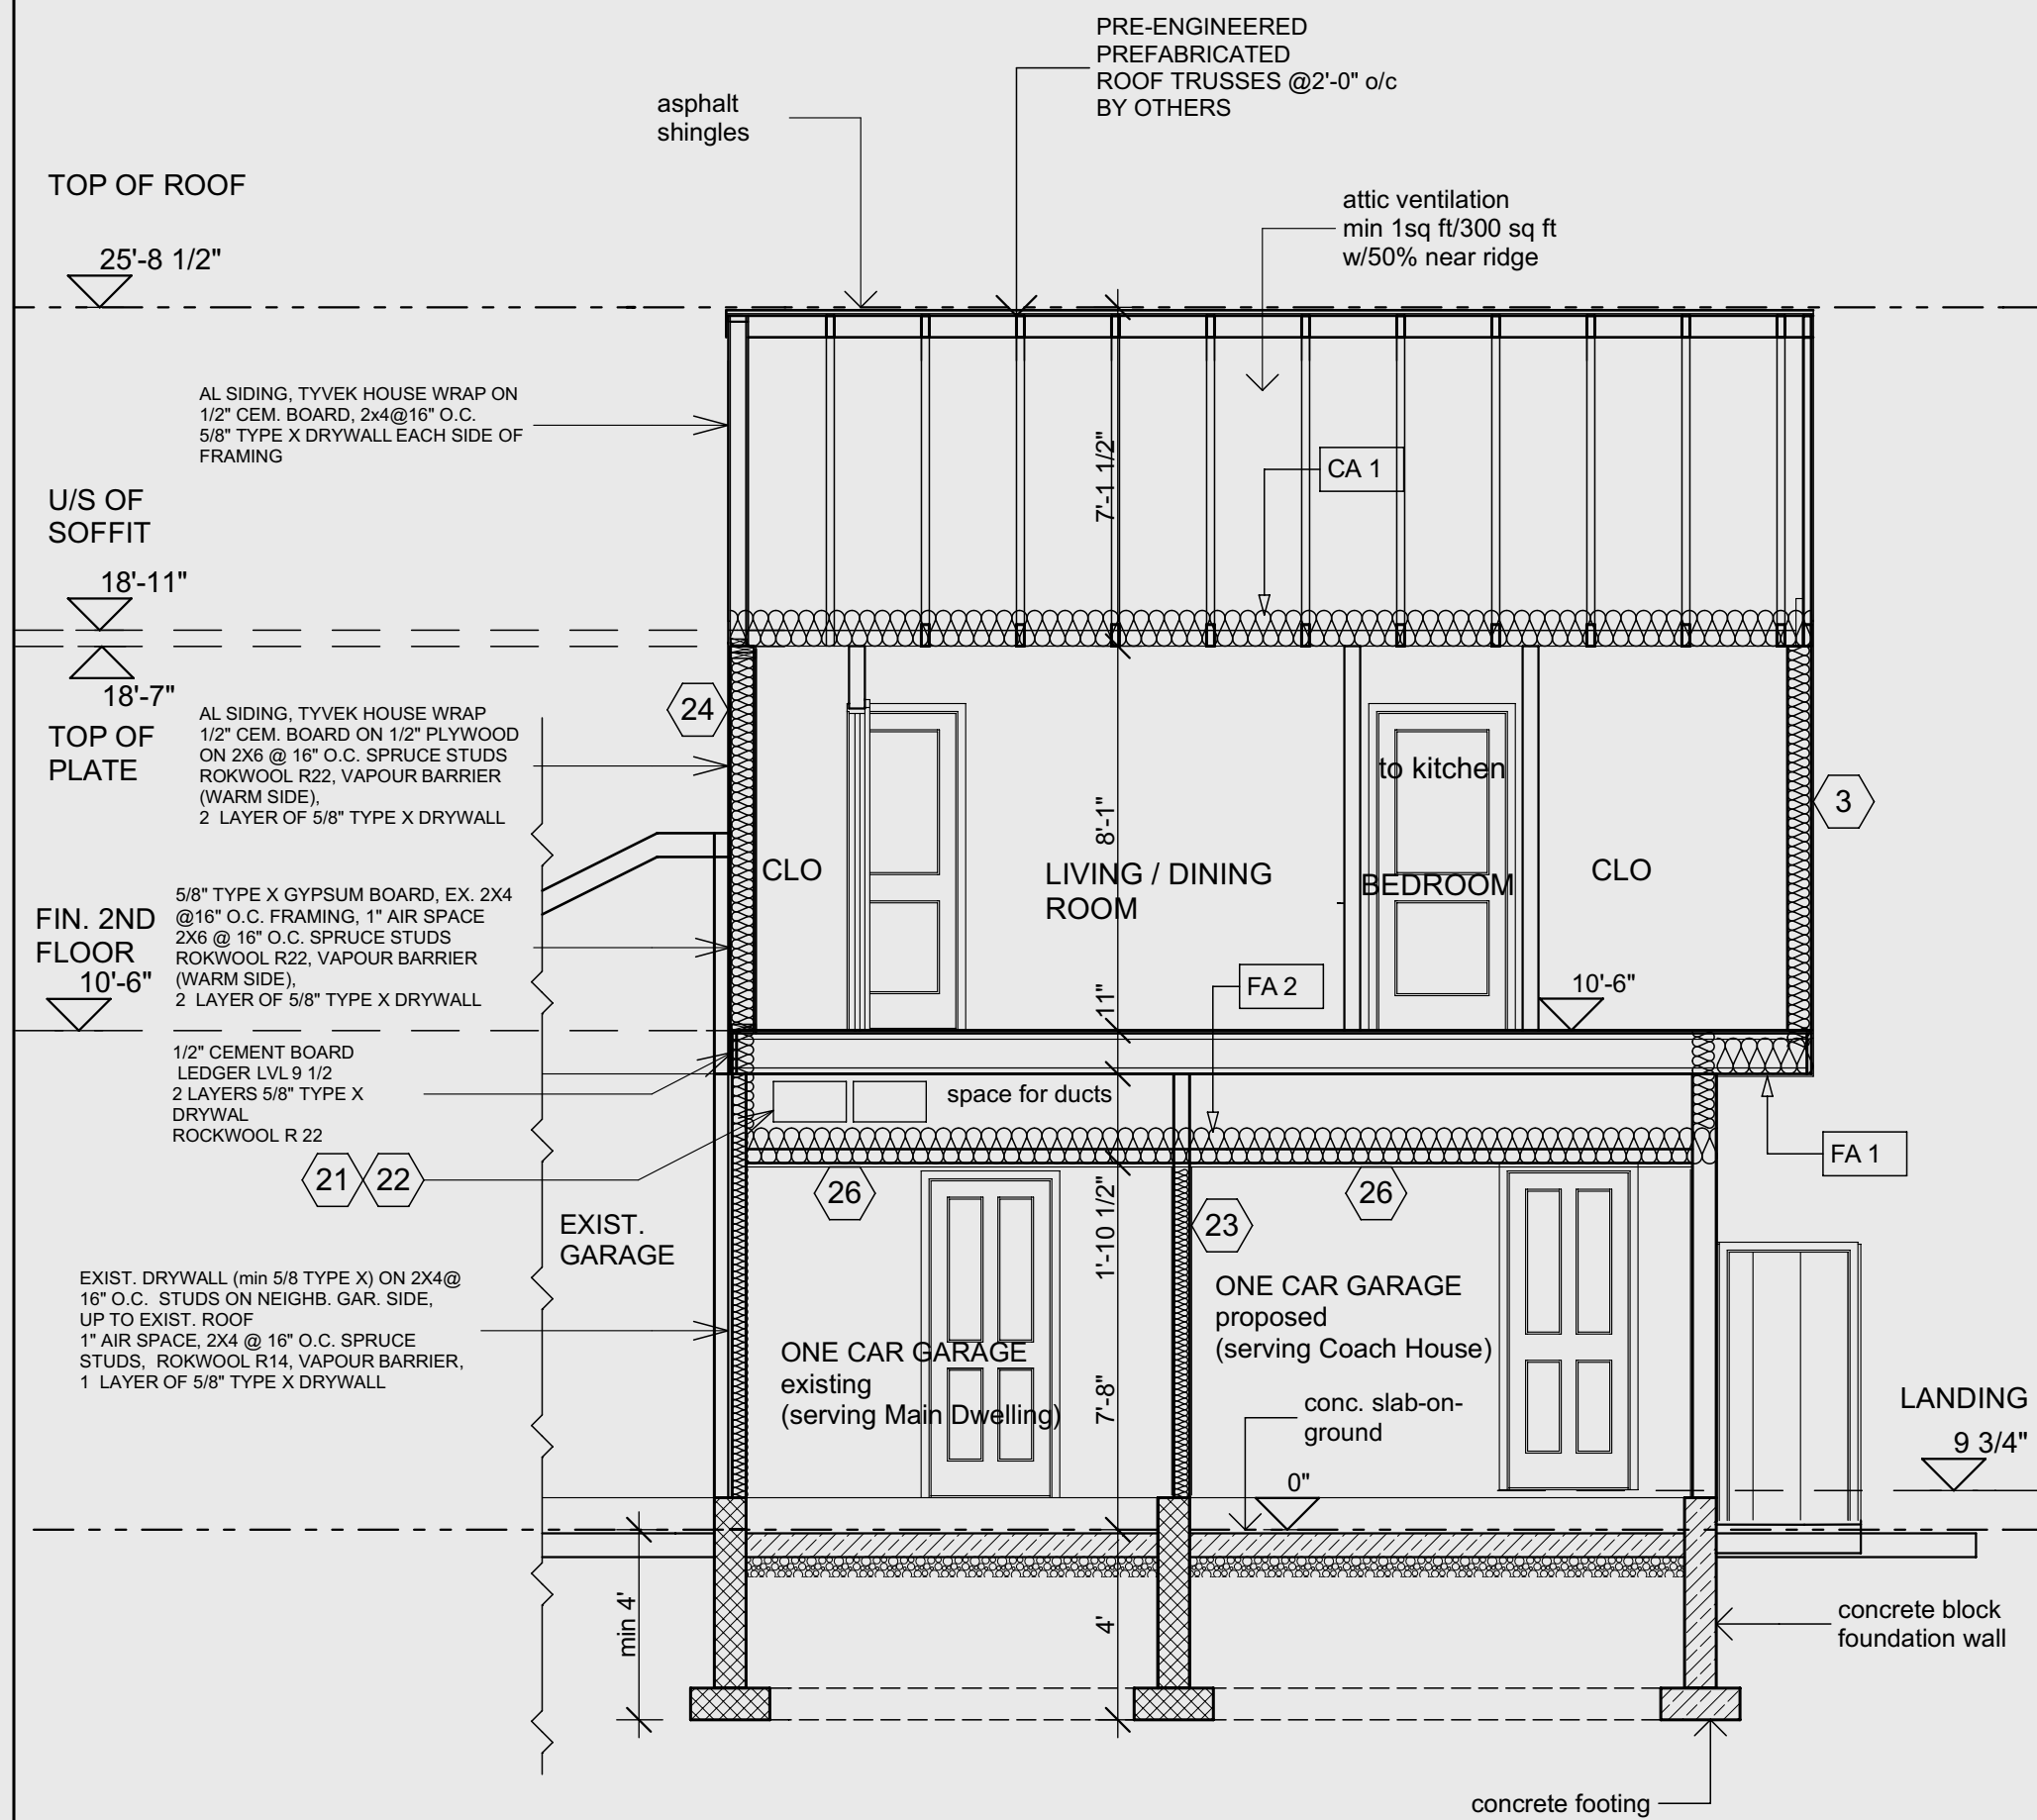 PRE-ENGINEERED
PREFABRICATED
ROOF TRUSSES @2'-0" o/c
BY OTHERS
asphalt
shingles
TOP OF ROOF
25'-8 1/2"
attic ventilation
min 1sq ft/300 sq ft
w/50% near ridge
AL SIDING, TYVEK HOUSE WRAP ON
1/2" CEM. BOARD, 2x4@16" O.C.
5/8" TYPE X DRYWALL EACH SIDE OF
FRAMING
7'-1 1/2"
CA 1
U/S OF
SOFFIT
18'-11"
18'-7"
TOP OF
PLATE
AL SIDING, TYVEK HOUSE WRAP
1/2" CEM. BOARD ON 1/2" PLYWOOD
ON 2X6 @ 16" O.C. SPRUCE STUDS
ROKWOOL R22, VAPOUR BARRIER
(WARM SIDE),
2 LAYER OF 5/8" TYPE X DRYWALL
24
to kitchen
3
8'-1"
CLO
LIVING / DINING
ROOM
BEDROOM
CLO
FIN. 2ND
FLOOR
10'-6"
5/8" TYPE X GYPSUM BOARD, EX. 2X4
@16" O.C. FRAMING, 1" AIR SPACE
2X6 @ 16" O.C. SPRUCE STUDS
ROKWOOL R22, VAPOUR BARRIER
(WARM SIDE),
2 LAYER OF 5/8" TYPE X DRYWALL
11"
FA 2
10'-6"
1/2" CEMENT BOARD
LEDGER LVL 9 1/2
2 LAYERS 5/8" TYPE X
DRYWAL
ROCKWOOL R 22
space for ducts
FA 1
21
22
26
26
23
1'-10 1/2"
EXIST.
GARAGE
EXIST. DRYWALL (min 5/8 TYPE X) ON 2X4@
16" O.C. STUDS ON NEIGHB. GAR. SIDE,
UP TO EXIST. ROOF
1" AIR SPACE, 2X4 @ 16" O.C. SPRUCE
STUDS, ROKWOOL R14, VAPOUR BARRIER,
1 LAYER OF 5/8" TYPE X DRYWALL
ONE CAR GARAGE
existing
(serving Main Dwelling)
7'-8"
ONE CAR GARAGE
proposed
(serving Coach House)
conc. slab-on-
ground
0"
LANDING
9 3/4"
min 4'
4'
concrete block
foundation wall
concrete footing